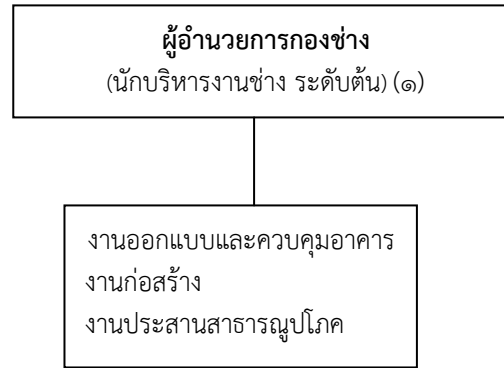 ผู้อำนวยการกองช่าง
(นักบริหารงานช่าง ระดับต้น) (๑)
งานออกแบบและควบคุมอาคาร
งานก่อสร้าง
งานประสานสาธารณูปโภค